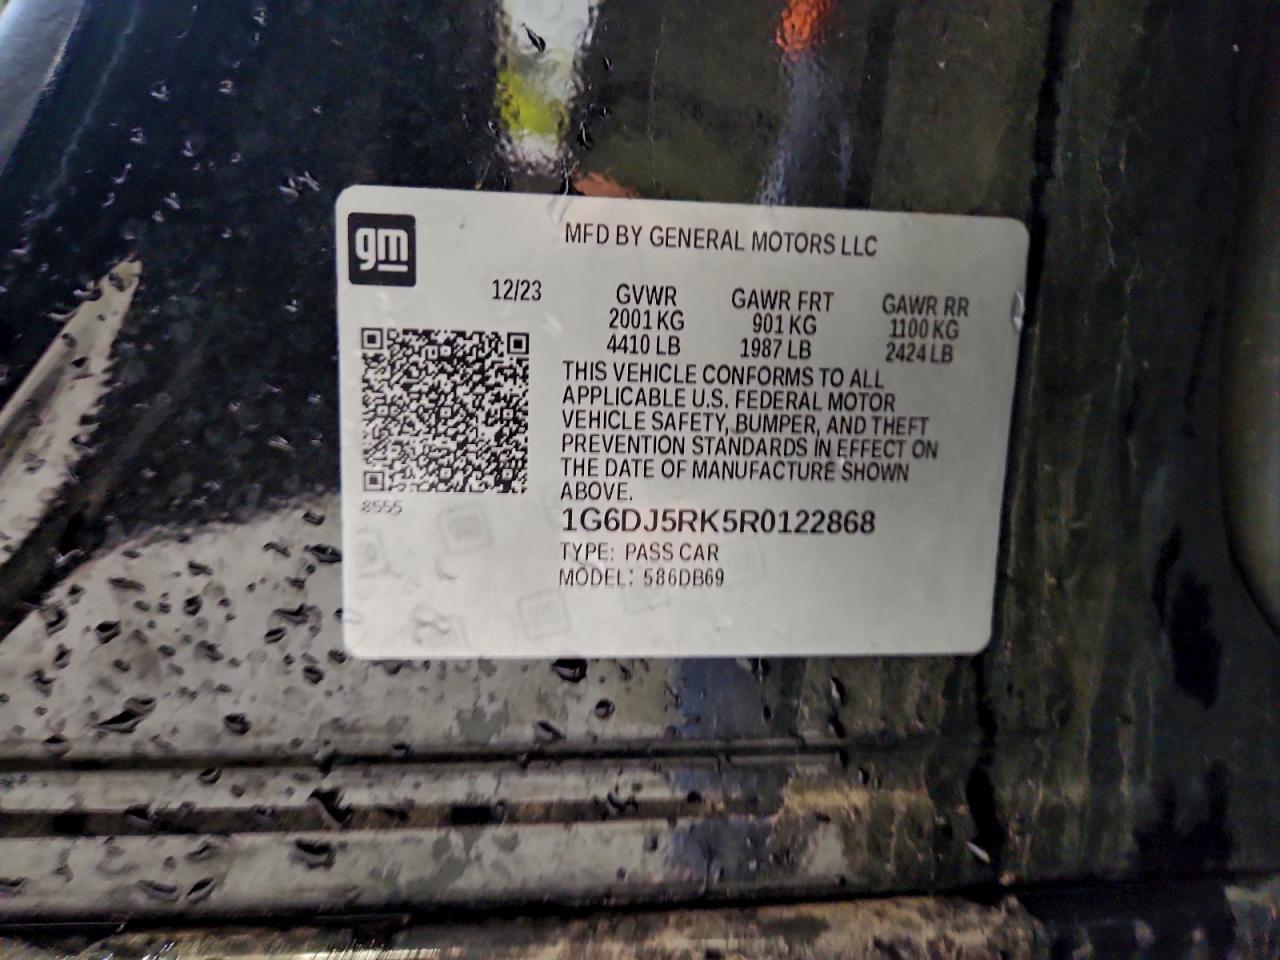 gm
MFD BY GENERAL MOTORS LLC
12/23 GVWR GAWR FRT GAWR RR
2001 KG 901 KG 1100 KG
4410 LB 1987 LB 2424 LB
THIS VEHICLE CONFORMS TO ALL
APPLICABLE U.S. FEDERAL MOTOR
VEHICLE SAFETY, BUMPER, AND THEFT
PREVENTION STANDARDS IN EFFECT ON
THE DATE OF MANUFACTURE SHOWN
ABOVE.
8555
1G6DJ5RK5R0122868
TYPE: PASS CAR
MODEL: 586DB69